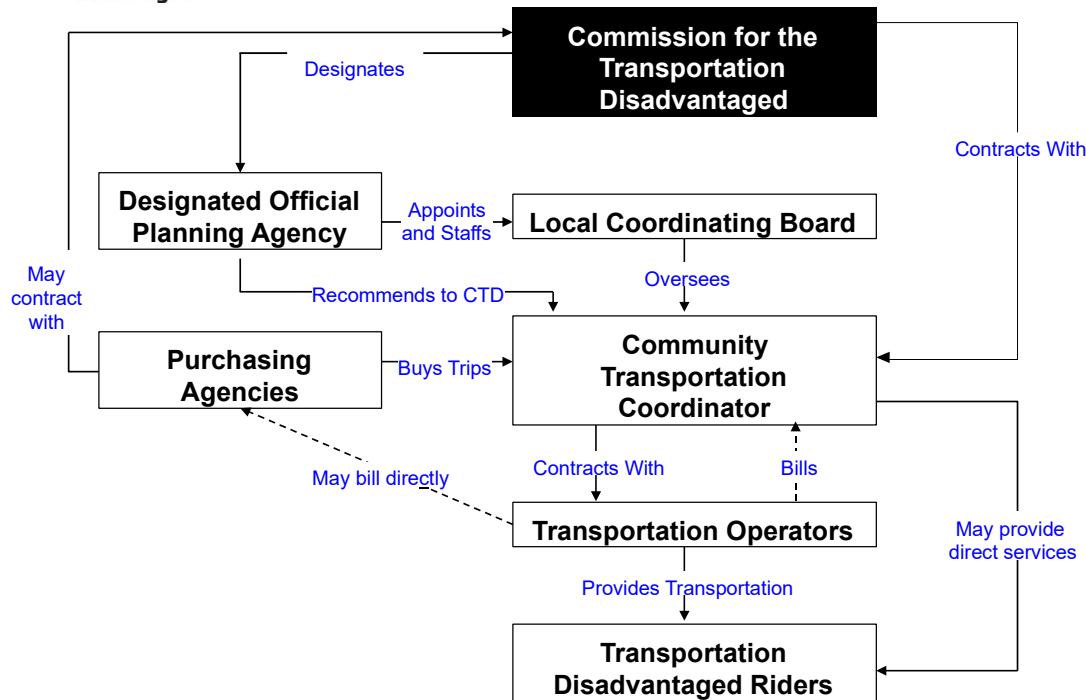 Commission for the
Transportation
Disadvantaged
Designates
Contracts With
Designated Official
Planning Agency
Appoints
and Staffs
Local Coordinating Board
May
contract
with
Recommends to CTD
Oversees
Purchasing
Agencies
Buys Trips
Community
Transportation
Coordinator
May bill directly
Contracts With
Bills
Transportation Operators
May provide
direct services
Provides Transportation
Transportation
Disadvantaged Riders